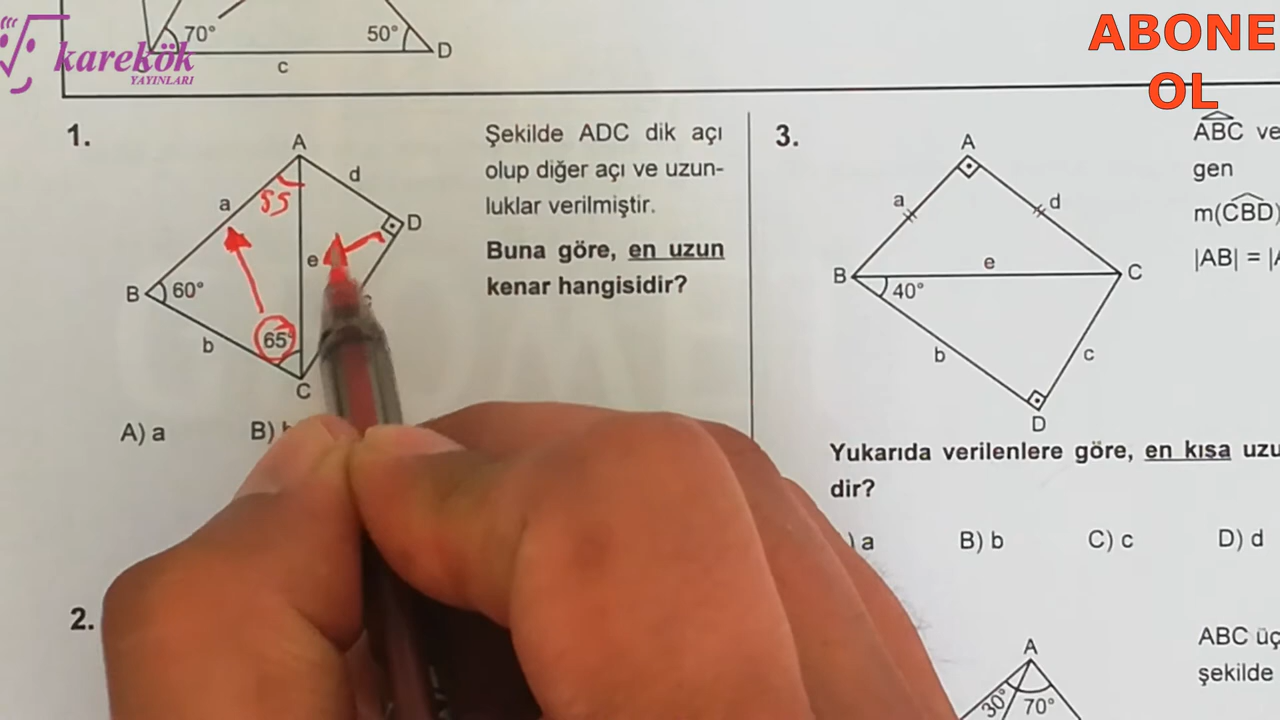 70°
50°
D
c
karekök
YAYINLARI
ABONE
OL
1.
A
d
a
55
D
e
B
60°
b
65°
C
Şekilde ADC dik açı
olup diğer açı ve uzun-
luklar verilmiştir.
Buna göre, en uzun
kenar hangisidir?
A) a
B)
2.
3.
A
a
d
B
e
C
40°
b
c
D
ABC ve
gen
m(CBD)
|AB| =
Yukarıda verilenlere göre, en kısa uzu
dir?
) a
B) b
C) c
D) d
A
30°
70°
ABC üç
şekilde